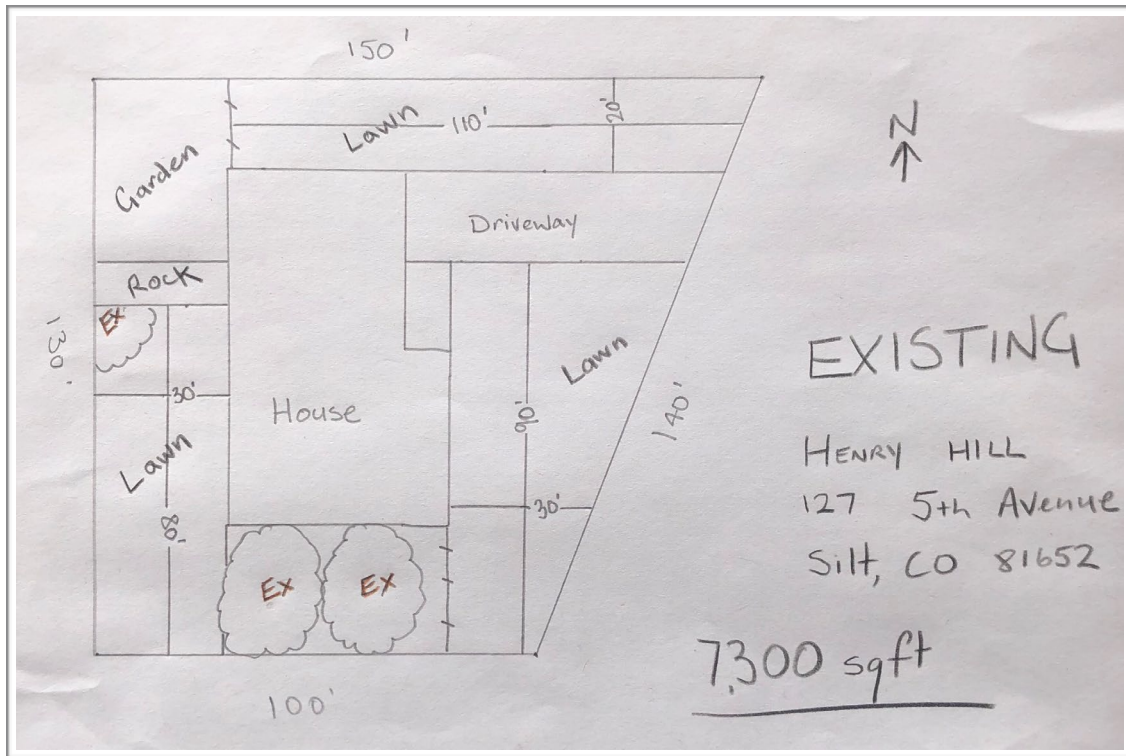 150'
Lawn
110'
20'
N
Garden
Driveway
Rock
Ex
130'
30'
House
Lawn
80'
Lawn
90'
30'
140'
Ex
Ex
100'
EXISTING
HENRY HILL
127 5th Avenue
Silt, CO 81652
7,300 sqft